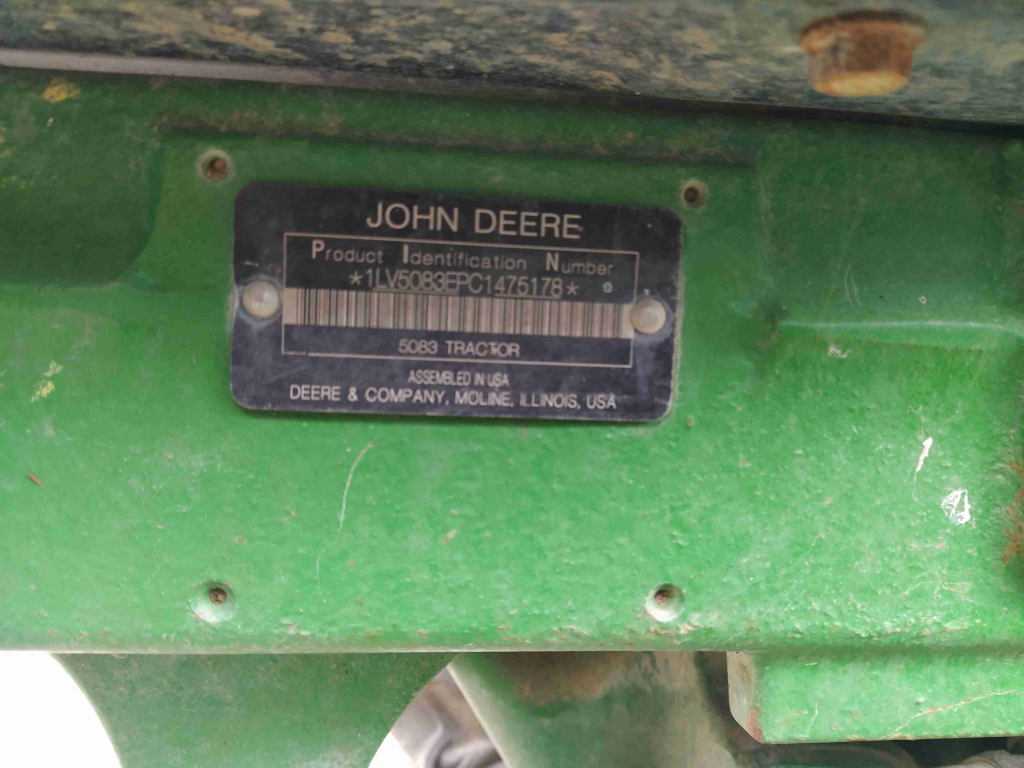 JOHN DEERE
Product Identification Number
*1LV5083EPC1475178*
5083 TRACTOR
ASSEMBLED IN USA
DEERE & COMPANY, MOLINE, ILLINOIS, USA